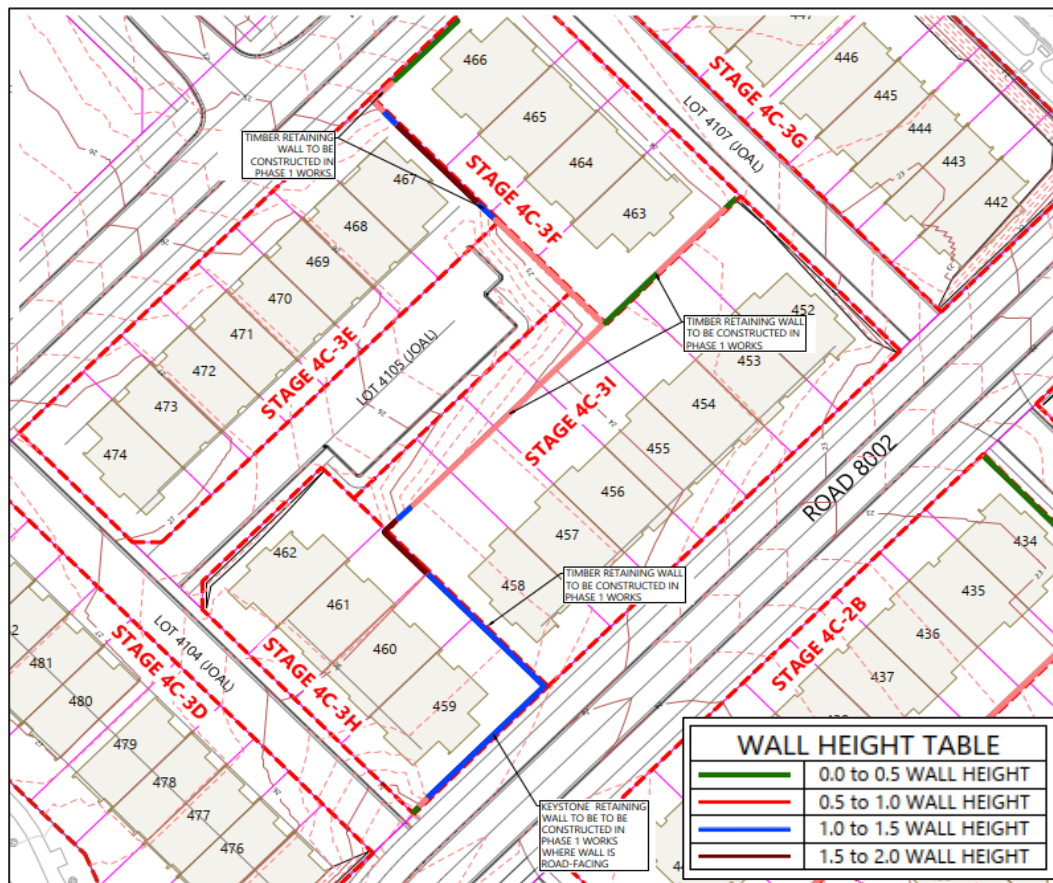 447
446
445
444
443
442
STAGE 4C-3G
LOT 4107 (JOAL)
466
465
464
463
STAGE 4C-3F
TIMBER RETAINING
WALL TO BE
CONSTRUCTED IN
PHASE 1 WORKS
467
468
469
470
471
472
473
474
STAGE 4C-3E
LOT 4105 (JOAL)
TIMBER RETAINING WALL
TO BE CONSTRUCTED IN
PHASE 1 WORKS
452
453
454
455
456
457
458
STAGE 4C-3I
ROAD 8002
TIMBER RETAINING WALL
TO BE CONSTRUCTED IN
PHASE 1 WORKS
462
461
460
459
STAGE 4C-3H
LOT 4104 (JOAL)
STAGE 4C-3D
481
480
479
478
477
476
434
435
436
437
STAGE 4C-2B
KEYSTONE RETAINING
WALL TO BE TO BE
CONSTRUCTED IN
PHASE 1 WORKS
WHERE WALL IS
ROAD-FACING
WALL HEIGHT TABLE
0.0 to 0.5 WALL HEIGHT
0.5 to 1.0 WALL HEIGHT
1.0 to 1.5 WALL HEIGHT
1.5 to 2.0 WALL HEIGHT